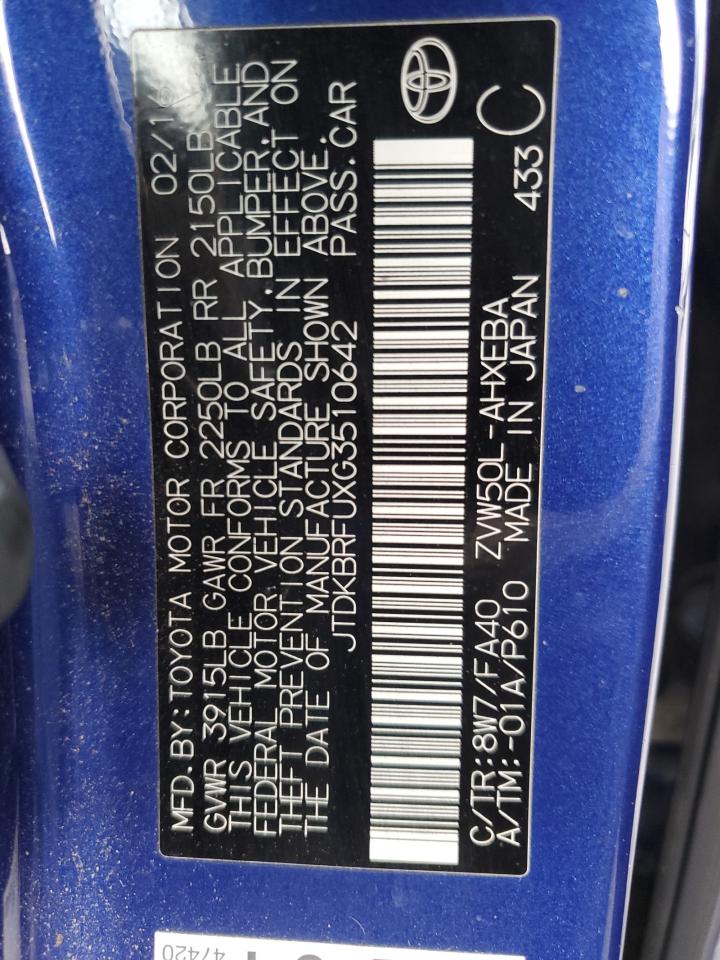 MFD. BY: TOYOTA MOTOR CORPORATION 02/16
GVWR 3915LB GAWR FR 2250LB RR 2150LB
THIS VEHICLE CONFORMS TO ALL APPLICABLE
FEDERAL MOTOR VEHICLE SAFETY, BUMPER, AND
THEFT PREVENTION STANDARDS IN EFFECT ON
THE DATE OF MANUFACTURE SHOWN ABOVE.
JTDKBRFUXG3510642 PASS. CAR
C/TR: 8W7/FA40 ZVW50L-AHXEBA 433
A/TM: -01A/P610 MADE IN JAPAN C
47420